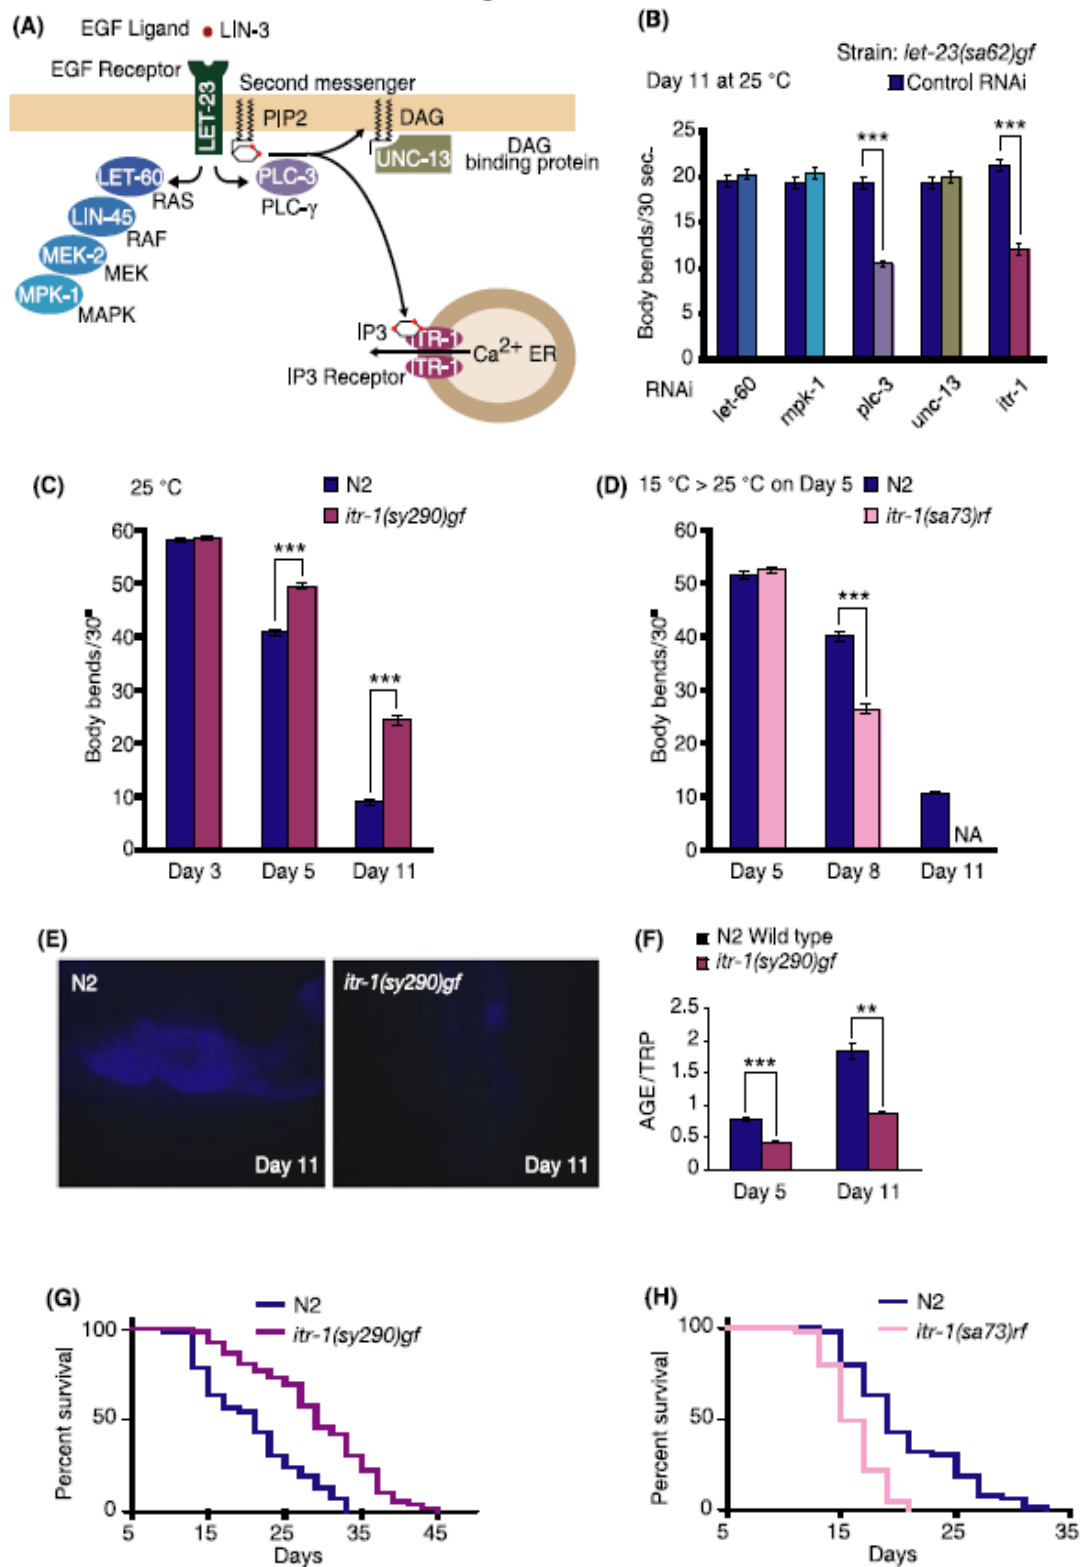 (A)
EGF Ligand LIN-3
EGF Receptor
LET-23
Second messenger
PIP2
DAG
UNC-13
DAG
binding protein
LET-60
RAS
PLC-3
PLC-γ
LIN-45
RAF
MEK-2
MEK
MPK-1
MAPK
IP3
ITR-1
ITR-1
Ca2+ ER
IP3 Receptor
(B)
Strain: let-23(sa62)gf
Day 11 at 25 °C
Control RNAi
Body bends/30 sec.
25
20
15
10
5
0
***
***
RNAi
let-60
mpk-1
plc-3
unc-13
itr-1
(C)
25 °C
N2
itr-1(sy290)gf
Body bends/30"
60
50
40
30
20
10
0
***
***
Day 3
Day 5
Day 11
(D)
15 °C > 25 °C on Day 5
N2
itr-1(sa73)rf
Body bends/30"
60
50
40
30
20
10
0
***
NA
Day 5
Day 8
Day 11
(E)
N2
Day 11
itr-1(sy290)gf
Day 11
(F)
N2 Wild type
itr-1(sy290)gf
AGE/TRP
2.5
2
1.5
1
0.5
0
***
**
Day 5
Day 11
(G)
N2
itr-1(sy290)gf
Percent survival
100
50
0
5
15
25
35
45
Days
(H)
N2
itr-1(sa73)rf
Percent survival
100
50
0
5
15
25
35
Days